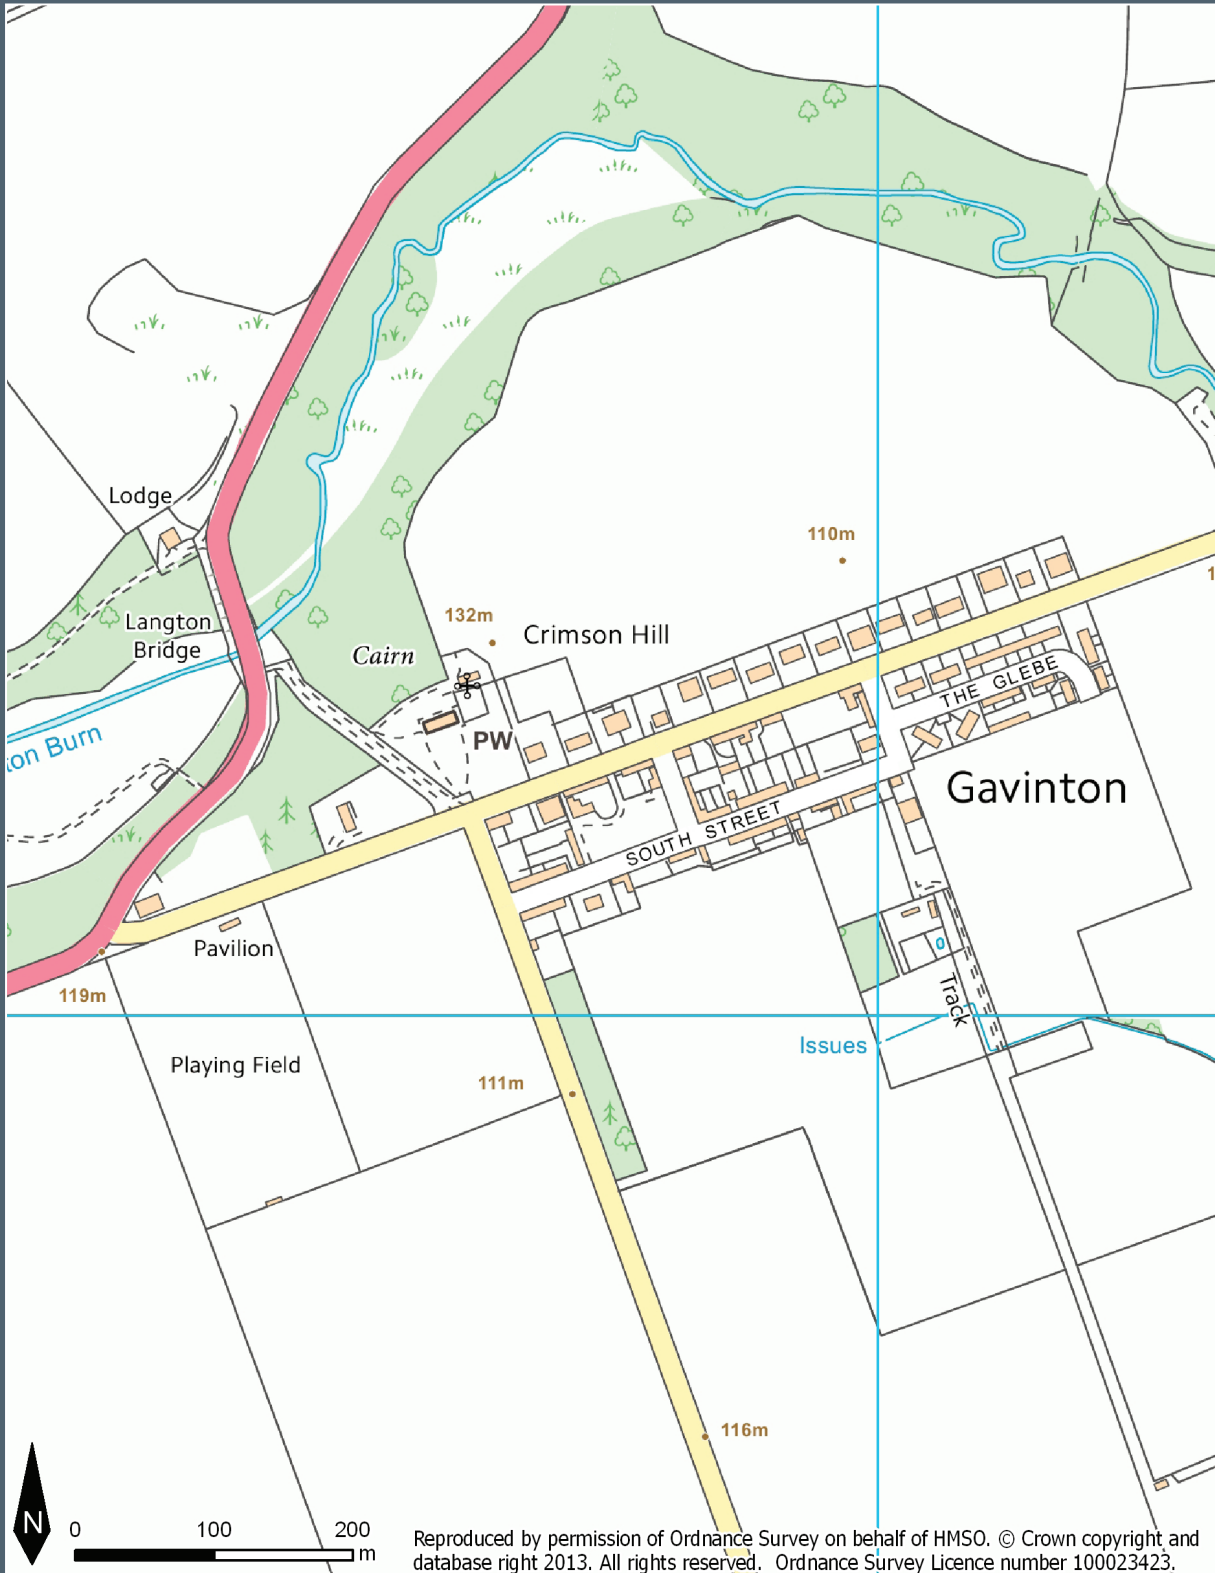 Lodge
110m
Langton
Bridge
132m
Crimson Hill
Cairn
THE GLEBE
ton Burn
PW
Gavinton
SOUTH STREET
Pavilion
119m
Track
Issues
Playing Field
111m
116m
N
0 100 200
m
Reproduced by permission of Ordnance Survey on behalf of HMSO. © Crown copyright and
database right 2013. All rights reserved. Ordnance Survey Licence number 100023423.